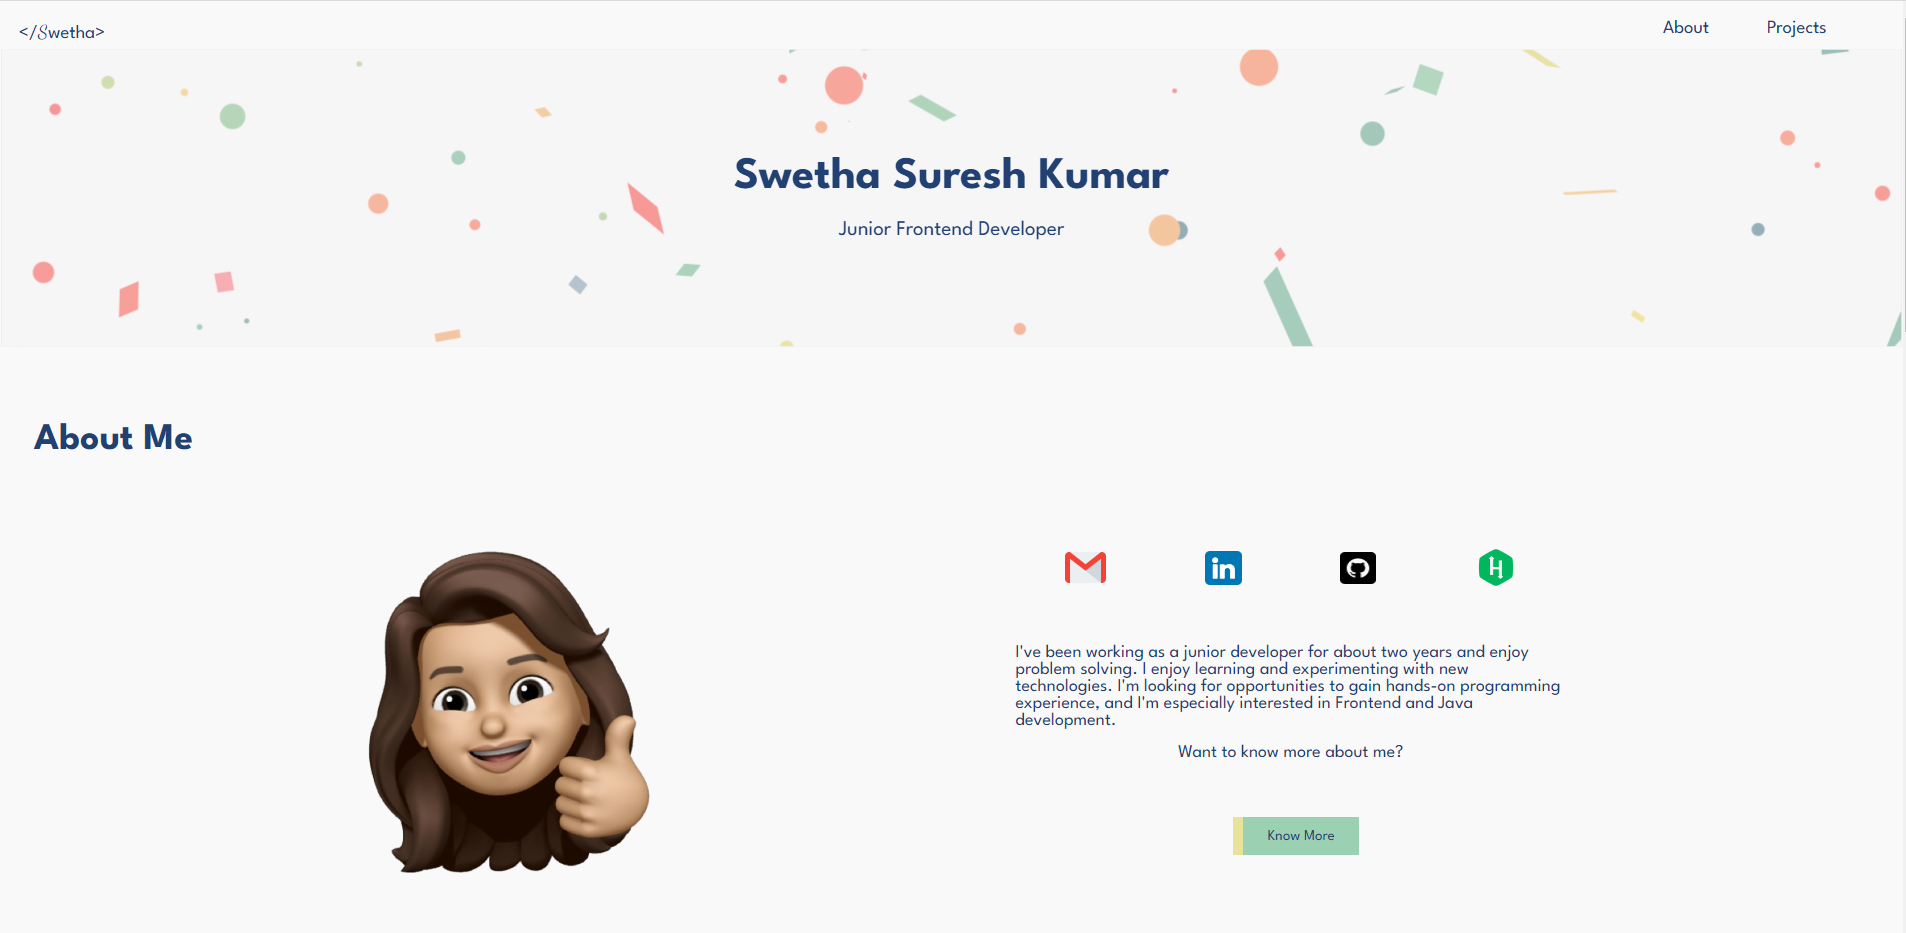 </Swetha>
About
Projects
Swetha Suresh Kumar
Junior Frontend Developer
About Me
in
H
I've been working as a junior developer for about two years and enjoy
problem solving. I enjoy learning and experimenting with new
technologies. I'm looking for opportunities to gain hands-on programming
experience, and I'm especially interested in Frontend and Java
development.
Want to know more about me?
Know More